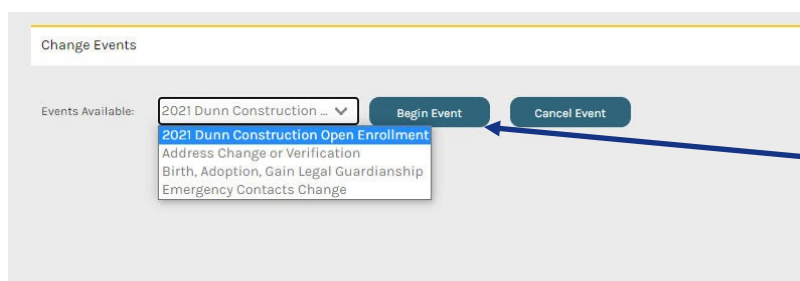 Change Events
Events Available: 2021 Dunn Construction ... Begin Event Cancel Event
2021 Dunn Construction Open Enrollment
Address Change or Verification
Birth, Adoption, Gain Legal Guardianship
Emergency Contacts Change